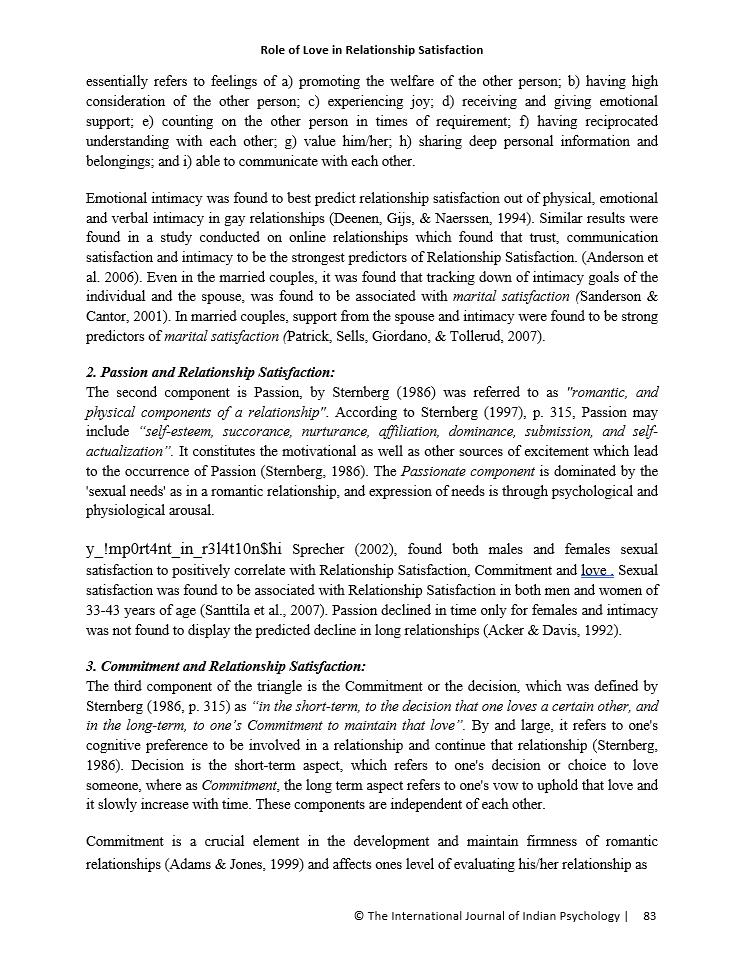 Role of Love in Relationship Satisfaction
essentially refers to feelings of a) promoting the welfare of the other person; b) having high
consideration of the other person; c) experiencing joy; d) receiving and giving emotional
support; e) counting on the other person in times of requirement; f) having reciprocated
understanding with each other; g) value him/her; h) sharing deep personal information and
belongings; and i) able to communicate with each other.
Emotional intimacy was found to best predict relationship satisfaction out of physical, emotional
and verbal intimacy in gay relationships (Deenen, Gijs, & Naerssen, 1994). Similar results were
found in a study conducted on online relationships which found that trust, communication
satisfaction and intimacy to be the strongest predictors of Relationship Satisfaction. (Anderson et
al. 2006). Even in the married couples, it was found that tracking down of intimacy goals of the
individual and the spouse, was found to be associated with marital satisfaction (Sanderson &
Cantor, 2001). In married couples, support from the spouse and intimacy were found to be strong
predictors of marital satisfaction (Patrick, Sells, Giordano, & Tollerud, 2007).
2. Passion and Relationship Satisfaction:
The second component is Passion, by Sternberg (1986) was referred to as "romantic, and
physical components of a relationship". According to Sternberg (1997), p. 315, Passion may
include “self-esteem, succorance, nurturance, affiliation, dominance, submission, and self-
actualization”. It constitutes the motivational as well as other sources of excitement which lead
to the occurrence of Passion (Sternberg, 1986). The Passionate component is dominated by the
'sexual needs' as in a romantic relationship, and expression of needs is through psychological and
physiological arousal.
y_!mp0rt4nt_in_r3l4t10n$hi Sprecher (2002), found both males and females sexual
satisfaction to positively correlate with Relationship Satisfaction, Commitment and love . Sexual
satisfaction was found to be associated with Relationship Satisfaction in both men and women of
33-43 years of age (Santtila et al., 2007). Passion declined in time only for females and intimacy
was not found to display the predicted decline in long relationships (Acker & Davis, 1992).
3. Commitment and Relationship Satisfaction:
The third component of the triangle is the Commitment or the decision, which was defined by
Sternberg (1986, p. 315) as “in the short-term, to the decision that one loves a certain other, and
in the long-term, to one’s Commitment to maintain that love”. By and large, it refers to one's
cognitive preference to be involved in a relationship and continue that relationship (Sternberg,
1986). Decision is the short-term aspect, which refers to one's decision or choice to love
someone, where as Commitment, the long term aspect refers to one's vow to uphold that love and
it slowly increase with time. These components are independent of each other.
Commitment is a crucial element in the development and maintain firmness of romantic
relationships (Adams & Jones, 1999) and affects ones level of evaluating his/her relationship as
© The International Journal of Indian Psychology | 83